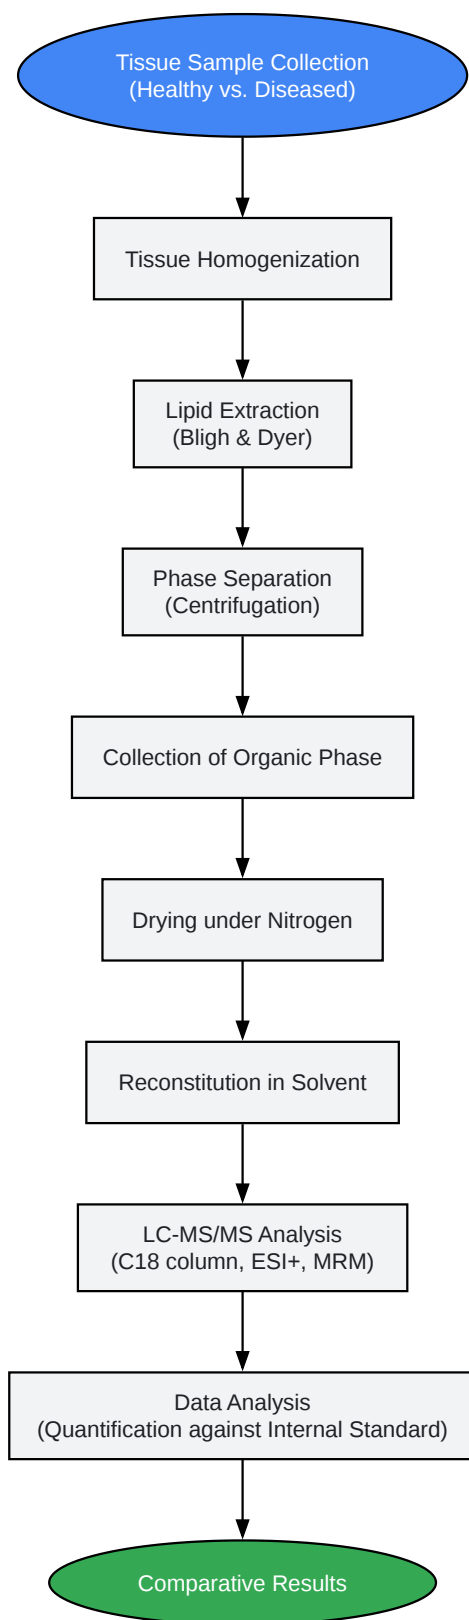 Tissue Sample Collection
(Healthy vs. Diseased)
Tissue Homogenization
Lipid Extraction
(Bligh & Dyer)
Phase Separation
(Centrifugation)
Collection of Organic Phase
Drying under Nitrogen
Reconstitution in Solvent
LC-MS/MS Analysis
(C18 column, ESI+, MRM)
Data Analysis
(Quantification against Internal Standard)
Comparative Results